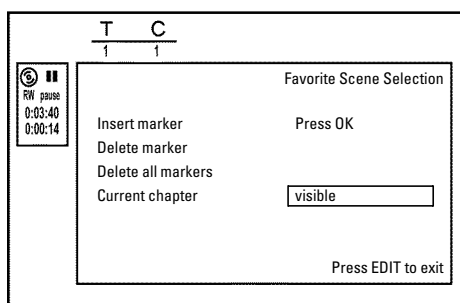 T C
1 1
RW pause
0:03:40
0:00:14
Favorite Scene Selection
Insert marker Press OK
Delete marker
Delete all markers
Current chapter visible
Press EDIT to exit